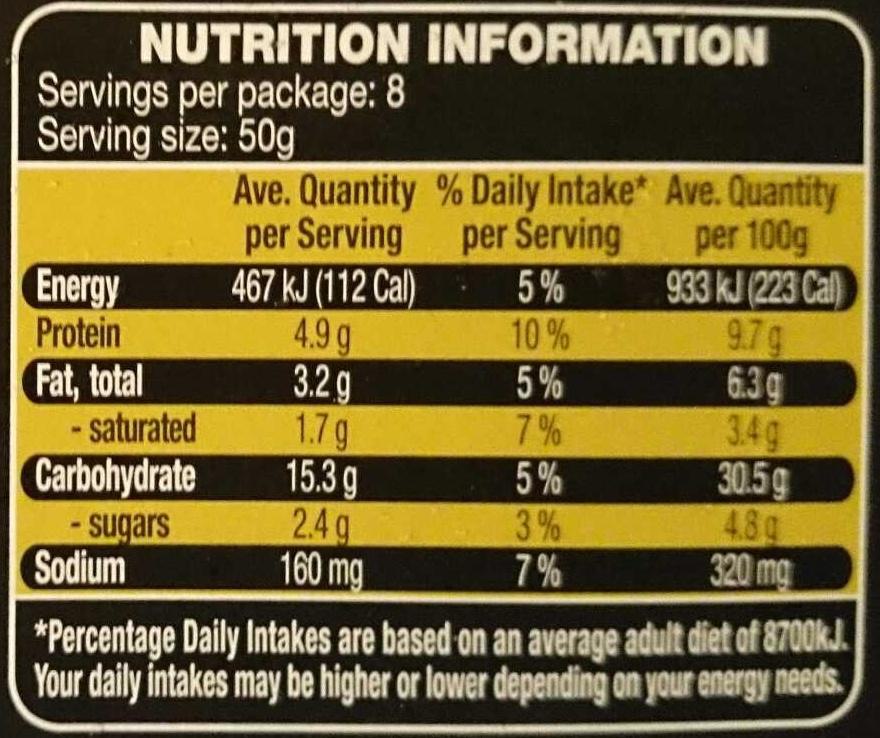 NUTRITION INFORMATION
Servings per package: 8
Serving size: 50g
Ave. Quantity % Daily Intake* Ave. Quantity
per Serving per Serving per 100g
Energy 467 kJ (112 Cal) 5 % 933 kJ (223 Cal)
Protein 4.9 g 10 % 9.7 g
Fat, total 3.2 g 5 % 6.3 g
- saturated 1.7 g 7 % 3.4 g
Carbohydrate 15.3 g 5 % 30.5 g
- sugars 2.4 g 3 % 4.8 g
Sodium 160 mg 7 % 320 mg
*Percentage Daily Intakes are based on an average adult diet of 8700kJ.
Your daily intakes may be higher or lower depending on your energy needs.